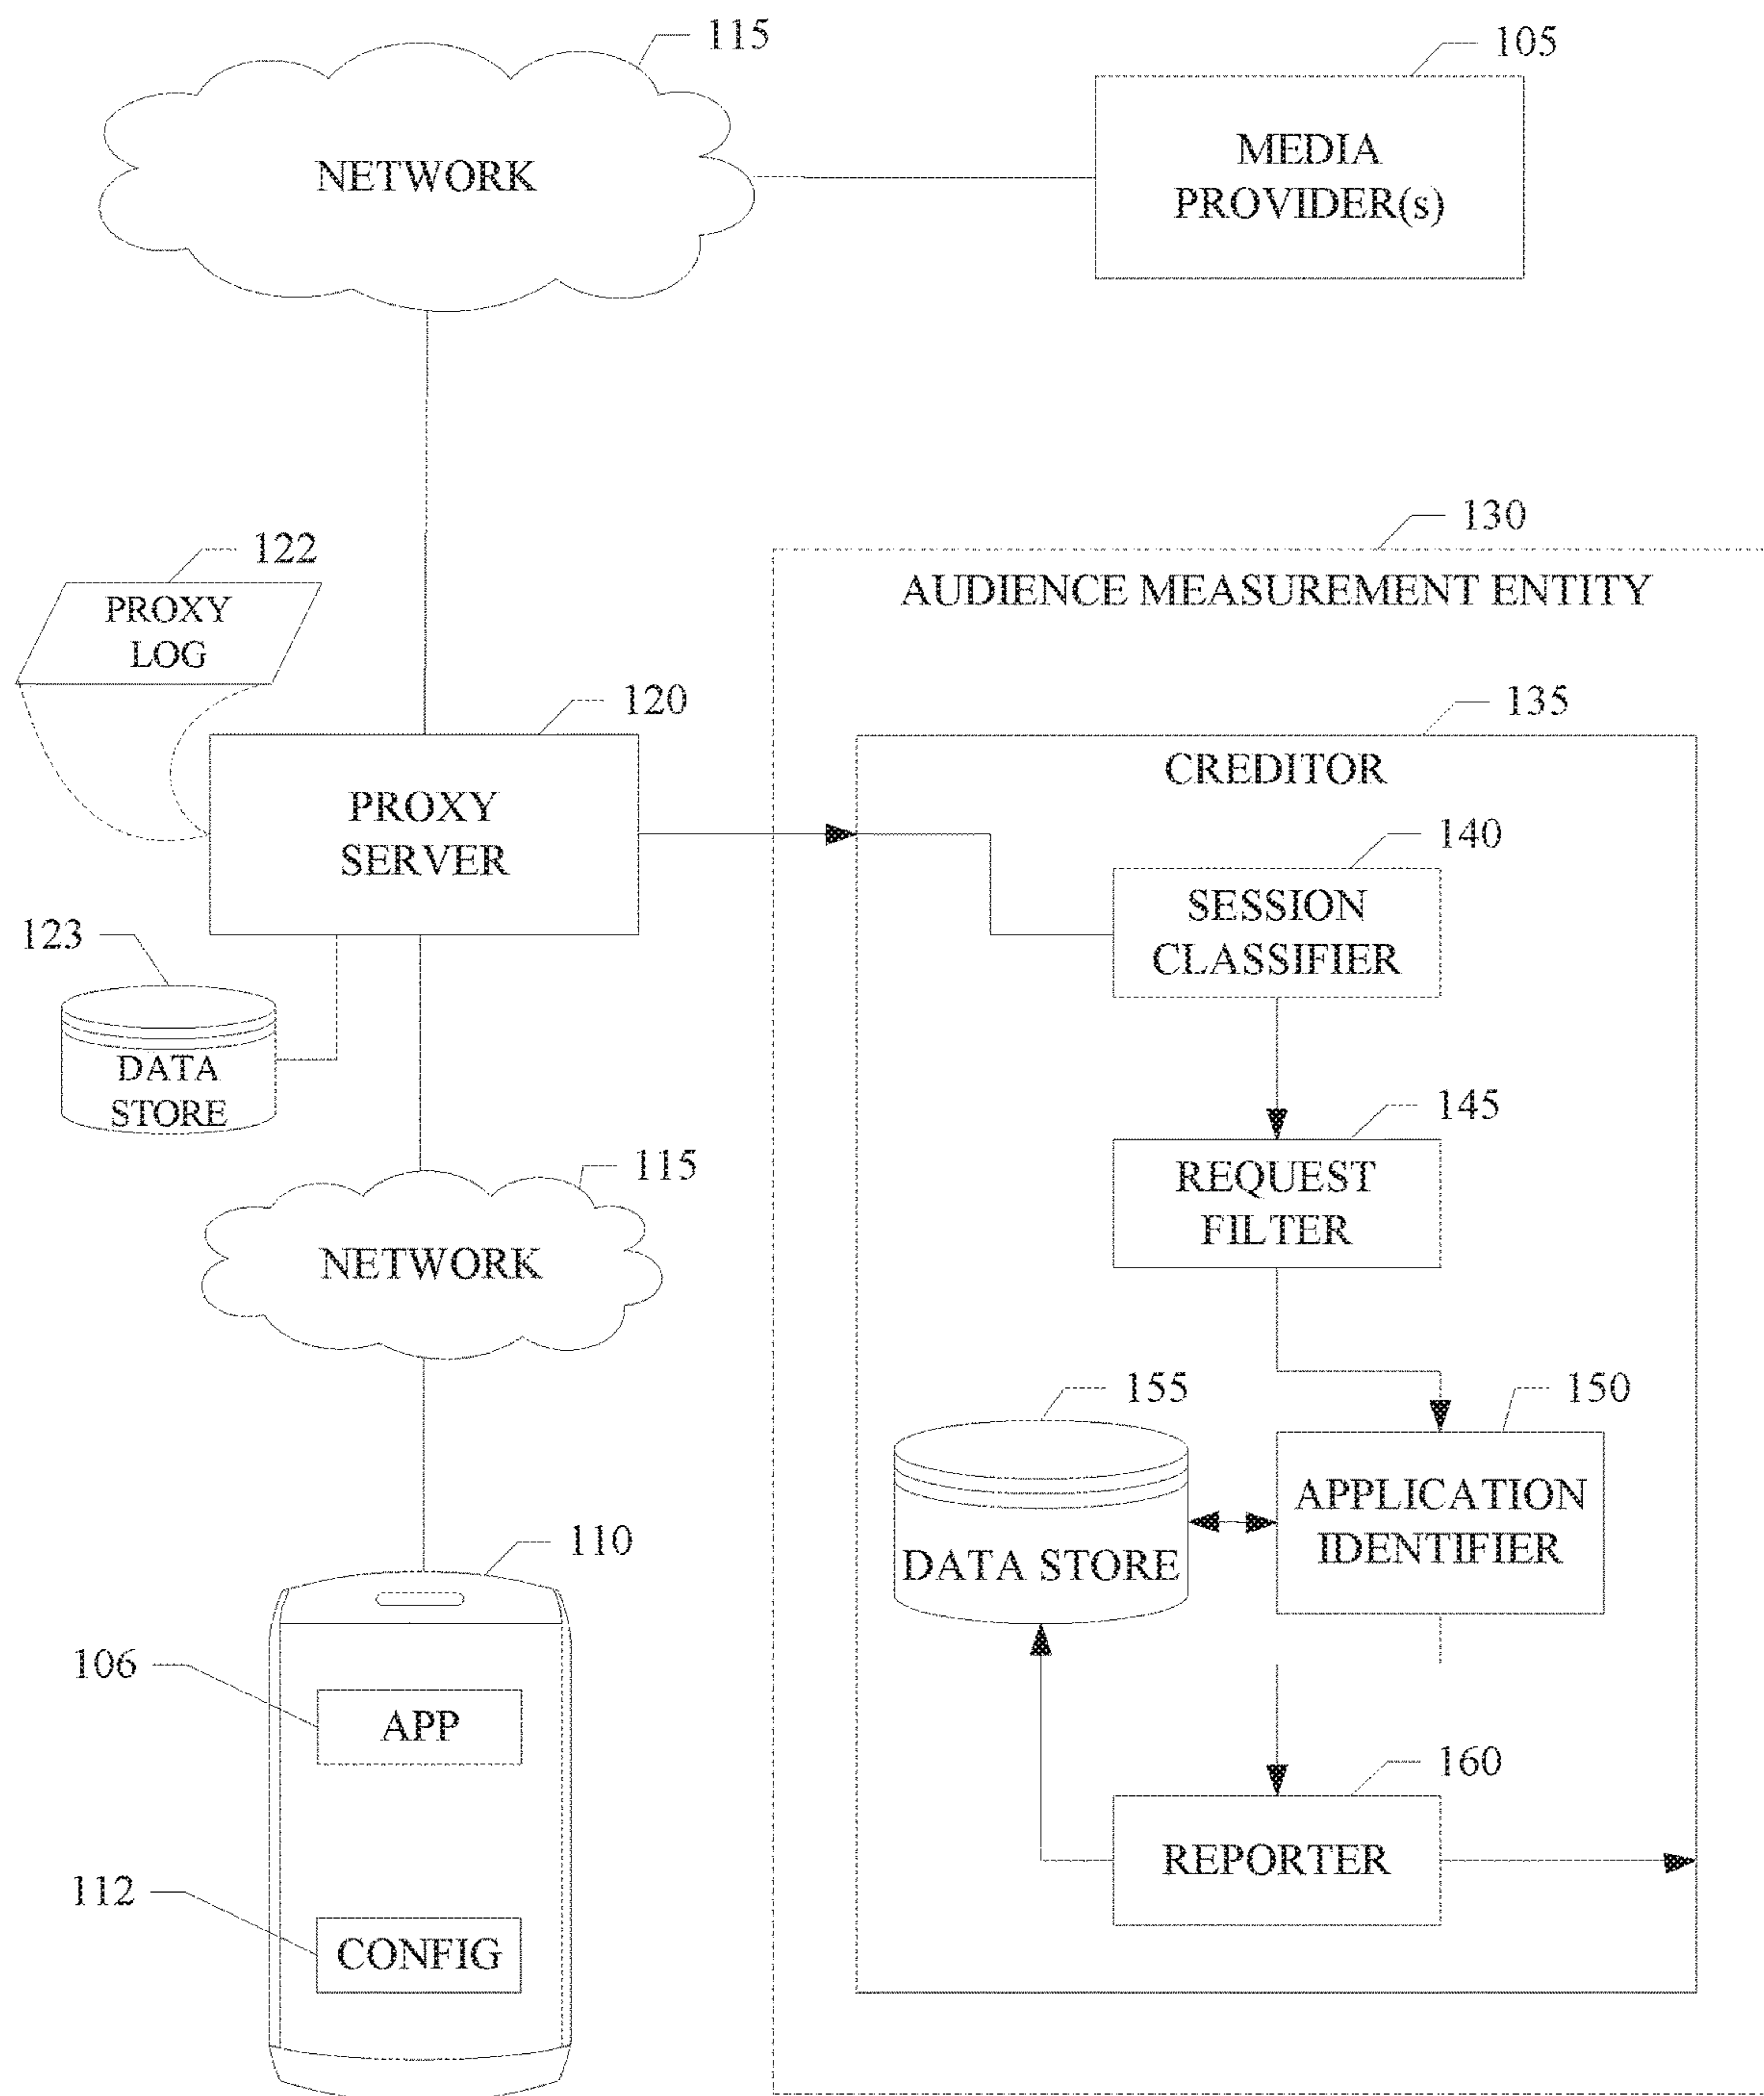 115
105
NETWORK
MEDIA
PROVIDER(s)
130
122
AUDIENCE MEASUREMENT ENTITY
PROXY
LOG
120
135
CREDITOR
PROXY
SERVER
140
SESSION
CLASSIFIER
123
DATA
STORE
145
REQUEST
FILTER
115
NETWORK
155
150
DATA STORE
APPLICATION
IDENTIFIER
110
106
APP
160
REPORTER
112
CONFIG